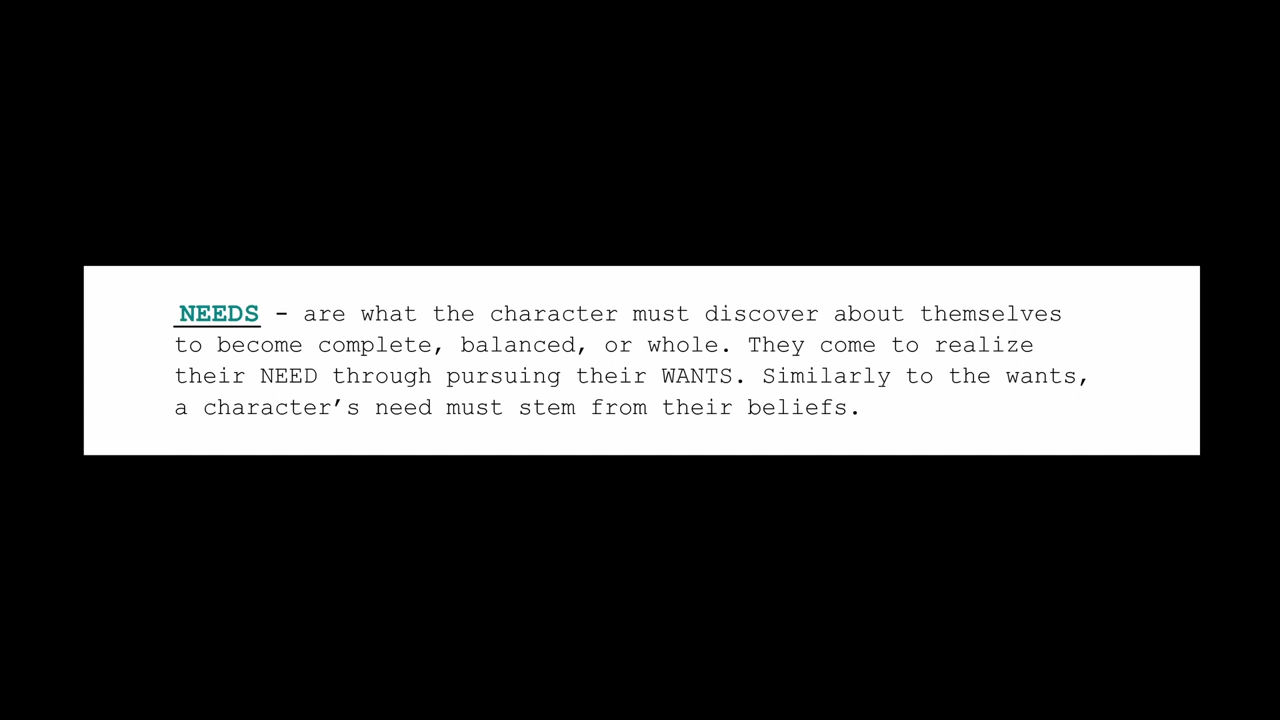 NEEDS - are what the character must discover about themselves
to become complete, balanced, or whole. They come to realize
their NEED through pursuing their WANTS. Similarly to the wants,
a character’s need must stem from their beliefs.